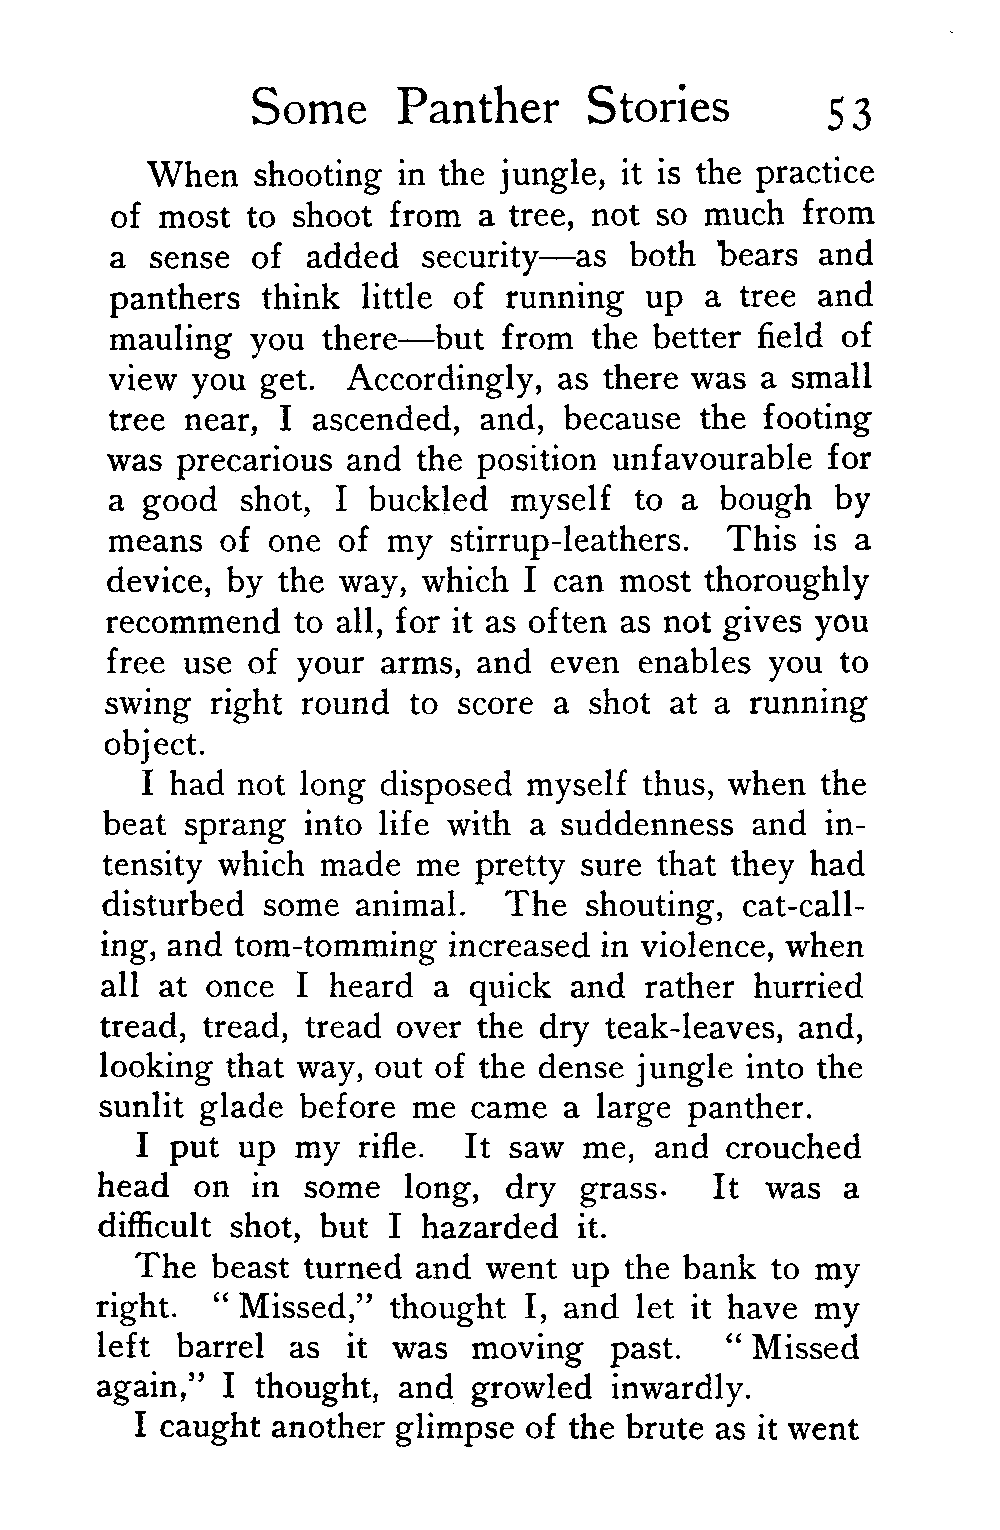 Some Panther Stories 53
When shooting in the jungle, it is the practice
of most to shoot from a tree, not so much from
a sense of added security—as both bears and
panthers think little of running up a tree and
mauling you there—but from the better field of
view you get. Accordingly, as there was a small
tree near, I ascended, and, because the footing
was precarious and the position unfavourable for
a good shot, I buckled myself to a bough by
means of one of my stirrup-leathers. This is a
device, by the way, which I can most thoroughly
recommend to all, for it as often as not gives you
free use of your arms, and even enables you to
swing right round to score a shot at a running
object.
I had not long disposed myself thus, when the
beat sprang into life with a suddenness and in-
tensity which made me pretty sure that they had
disturbed some animal. The shouting, cat-call-
ing, and tom-tomming increased in violence, when
all at once I heard a quick and rather hurried
tread, tread, tread over the dry teak-leaves, and,
looking that way, out of the dense jungle into the
sunlit glade before me came a large panther.
I put up my rifle. It saw me, and crouched
head on in some long, dry grass. It was a
difficult shot, but I hazarded it.
The beast turned and went up the bank to my
right. “ Missed,” thought I, and let it have my
left barrel as it was moving past. “ Missed
again,” I thought, and growled inwardly.
I caught another glimpse of the brute as it went